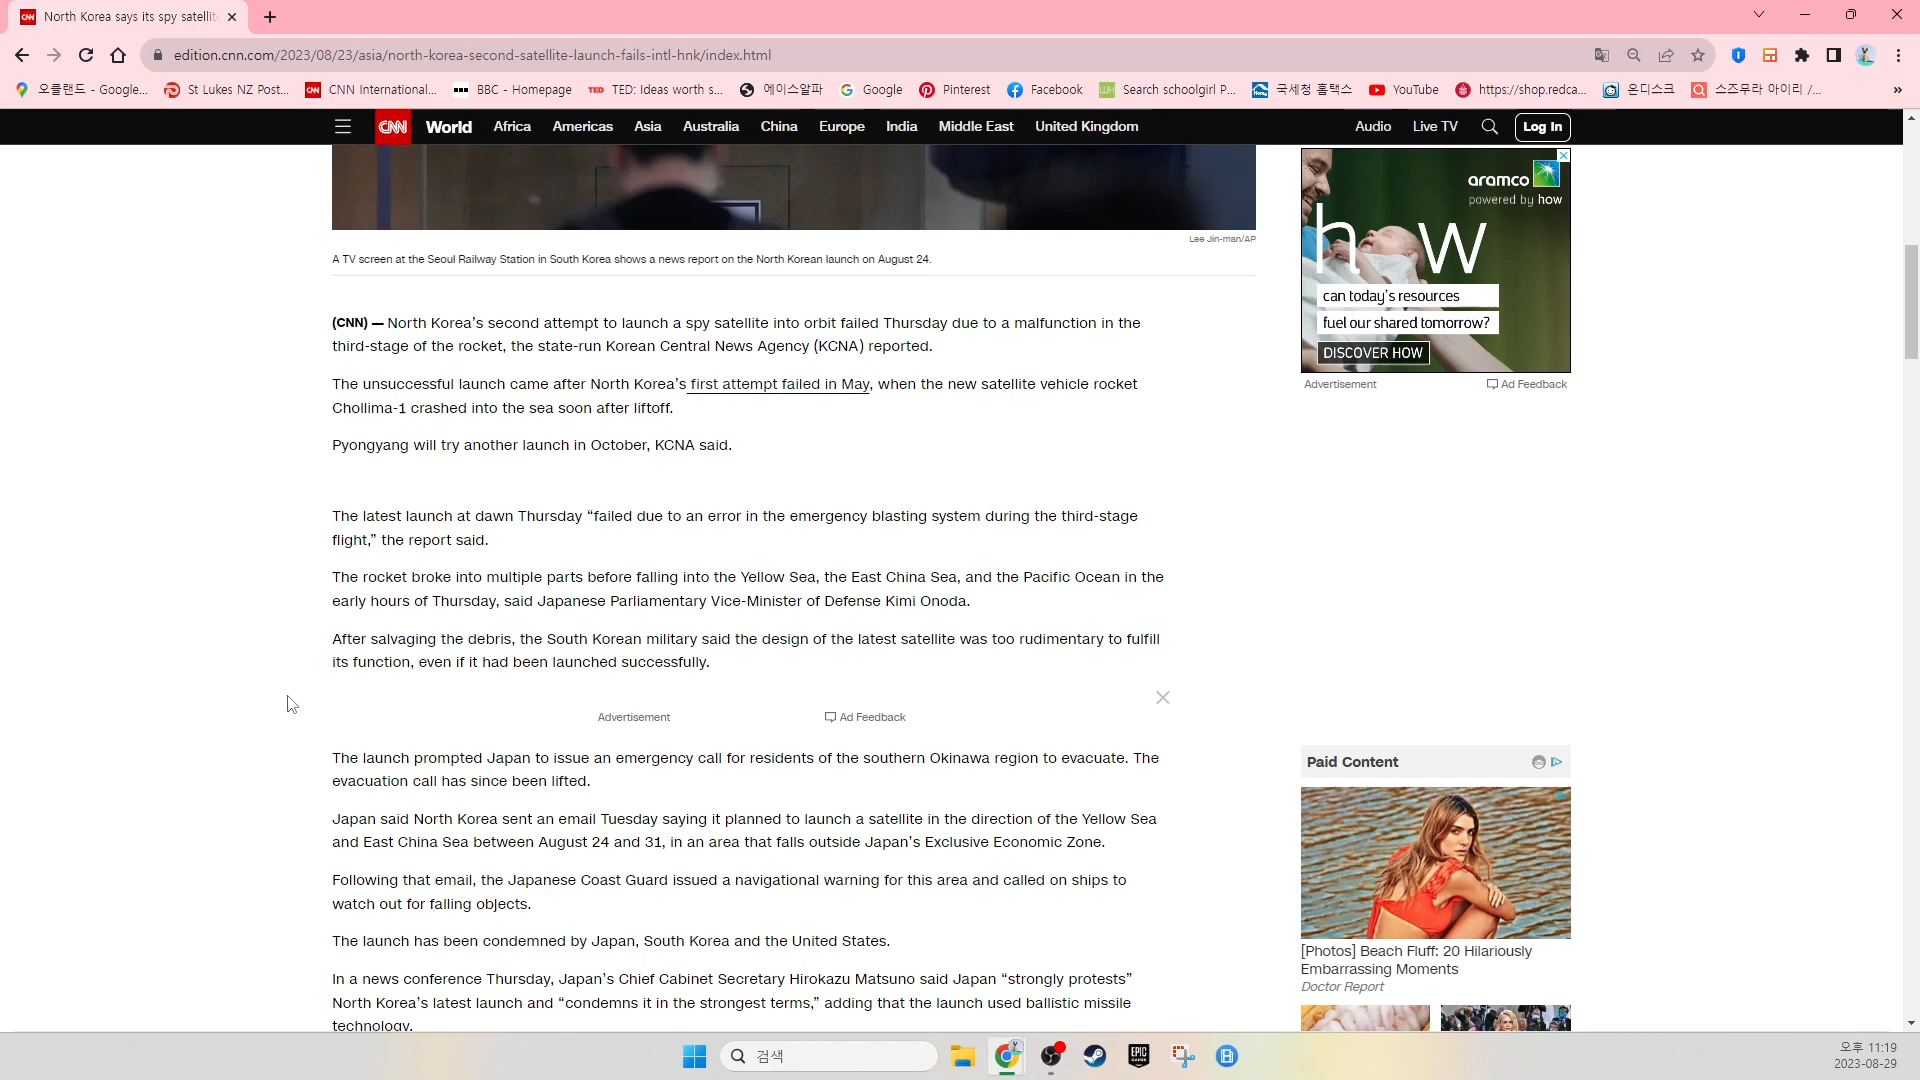 CNN North Korea says its spy satellit
edition.cnn.com/2023/08/23/asia/north-korea-second-satellite-launch-fails-intl-hnk/index.html
오클랜드 - Google... St Lukes NZ Post... CNN CNN International... BBC - Homepage TED TED: Ideas worth s... 에이스알파 Google Pinterest Facebook WH Search schoolgirl P... 국세청 홈택스 YouTube https://shop.redca... 온디스크 스즈무라 아이리 /... »
CNN World Africa Americas Asia Australia China Europe India Middle East United Kingdom Audio Live TV Log In
Lee Jin-man/AP
A TV screen at the Seoul Railway Station in South Korea shows a news report on the North Korean launch on August 24.
(CNN) — North Korea's second attempt to launch a spy satellite into orbit failed Thursday due to a malfunction in the
third-stage of the rocket, the state-run Korean Central News Agency (KCNA) reported.
The unsuccessful launch came after North Korea's first attempt failed in May, when the new satellite vehicle rocket
Chollima-1 crashed into the sea soon after liftoff.
Pyongyang will try another launch in October, KCNA said.
The latest launch at dawn Thursday “failed due to an error in the emergency blasting system during the third-stage
flight,” the report said.
The rocket broke into multiple parts before falling into the Yellow Sea, the East China Sea, and the Pacific Ocean in the
early hours of Thursday, said Japanese Parliamentary Vice-Minister of Defense Kimi Onoda.
After salvaging the debris, the South Korean military said the design of the latest satellite was too rudimentary to fulfill
its function, even if it had been launched successfully.
Advertisement Ad Feedback
The launch prompted Japan to issue an emergency call for residents of the southern Okinawa region to evacuate. The
evacuation call has since been lifted.
Japan said North Korea sent an email Tuesday saying it planned to launch a satellite in the direction of the Yellow Sea
and East China Sea between August 24 and 31, in an area that falls outside Japan's Exclusive Economic Zone.
Following that email, the Japanese Coast Guard issued a navigational warning for this area and called on ships to
watch out for falling objects.
The launch has been condemned by Japan, South Korea and the United States.
In a news conference Thursday, Japan's Chief Cabinet Secretary Hirokazu Matsuno said Japan “strongly protests”
North Korea's latest launch and “condemns it in the strongest terms,” adding that the launch used ballistic missile
technology.
aramco
powered by how
how
can today's resources
fuel our shared tomorrow?
DISCOVER HOW
Advertisement Ad Feedback
Paid Content
[Photos] Beach Fluff: 20 Hilariously
Embarrassing Moments
Doctor Report
검색
EPIC
GAMES
오후 11:19
2023-08-29